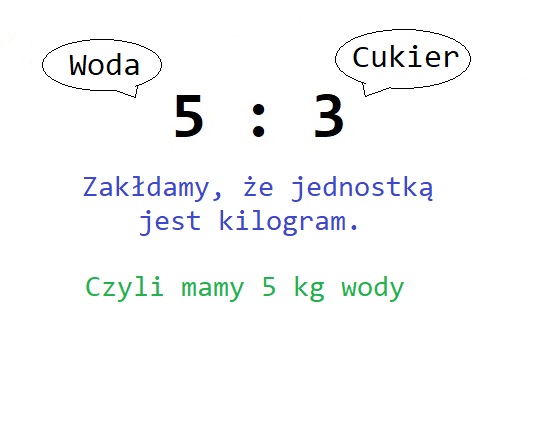 Woda
Cukier
5 : 3
Zakłdamy, że jednostką
jest kilogram.
Czyli mamy 5 kg wody